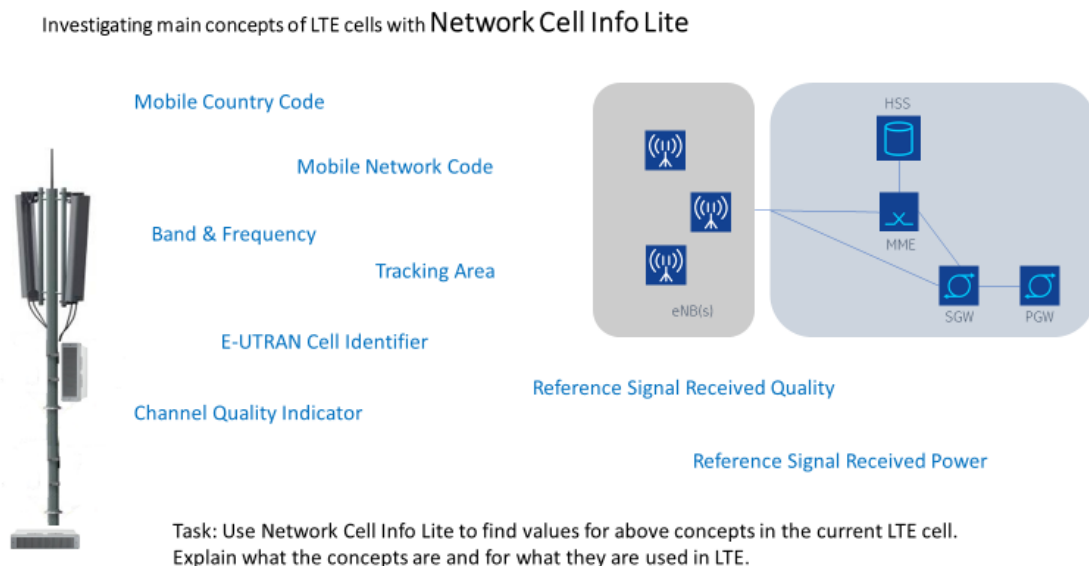 Investigating main concepts of LTE cells with Network Cell Info Lite
Mobile Country Code
HSS
Mobile Network Code
Band & Frequency
MME
Tracking Area
eNB(s)
SGW
PGW
E-UTRAN Cell Identifier
Reference Signal Received Quality
Channel Quality Indicator
Reference Signal Received Power
Task: Use Network Cell Info Lite to find values for above concepts in the current LTE cell.
Explain what the concepts are and for what they are used in LTE.